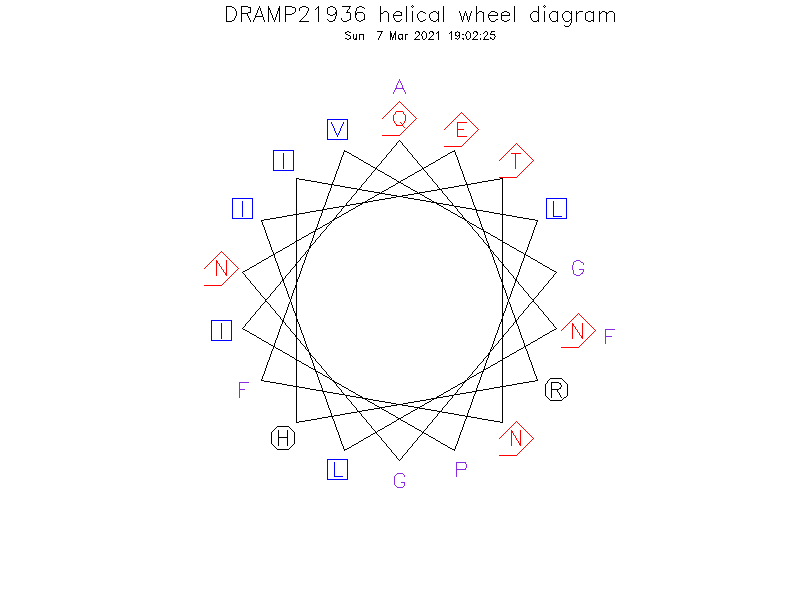 DRAMP21936 helical wheel diagram
Sun 7 Mar 2021 19:02:25
A
Q
V E
I T
I L
N G
I N F
F R
H N
L P
G